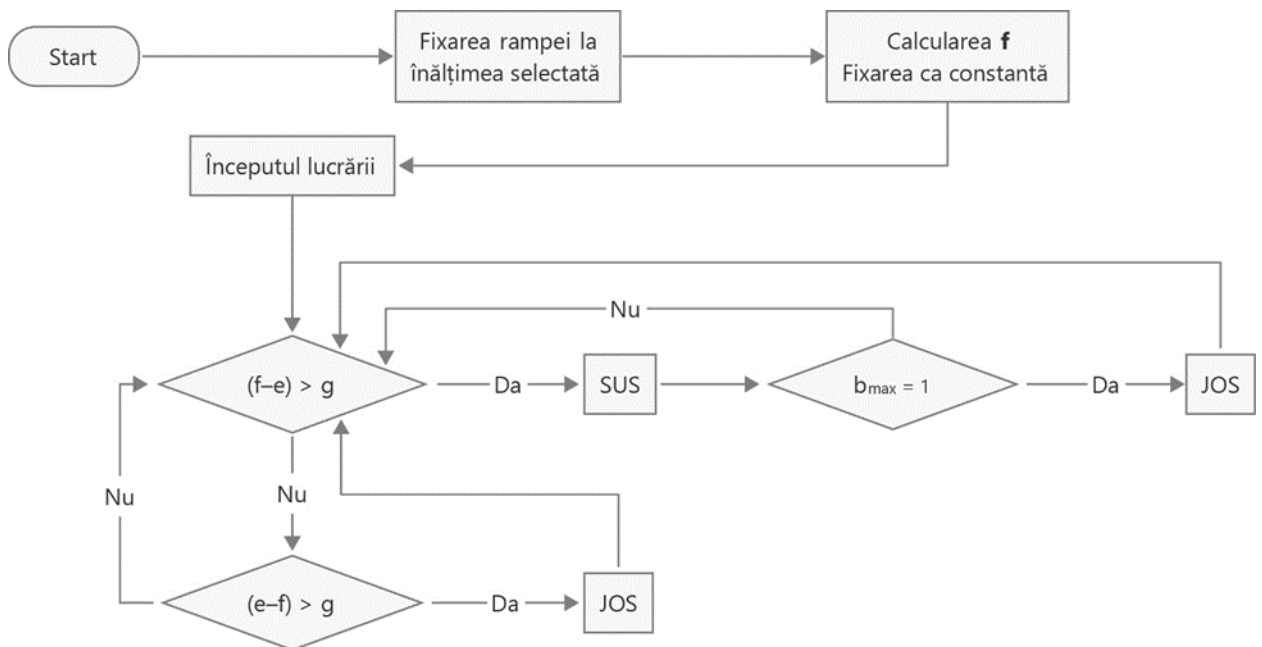 Start
Fixarea rampei la
înălțimea selectată
Calcularea f
Fixarea ca constantă
Începutul lucrării
Nu
(f–e) > g
Da
SUS
bmax = 1
Da
JOS
Nu
Nu
(e–f) > g
Da
JOS